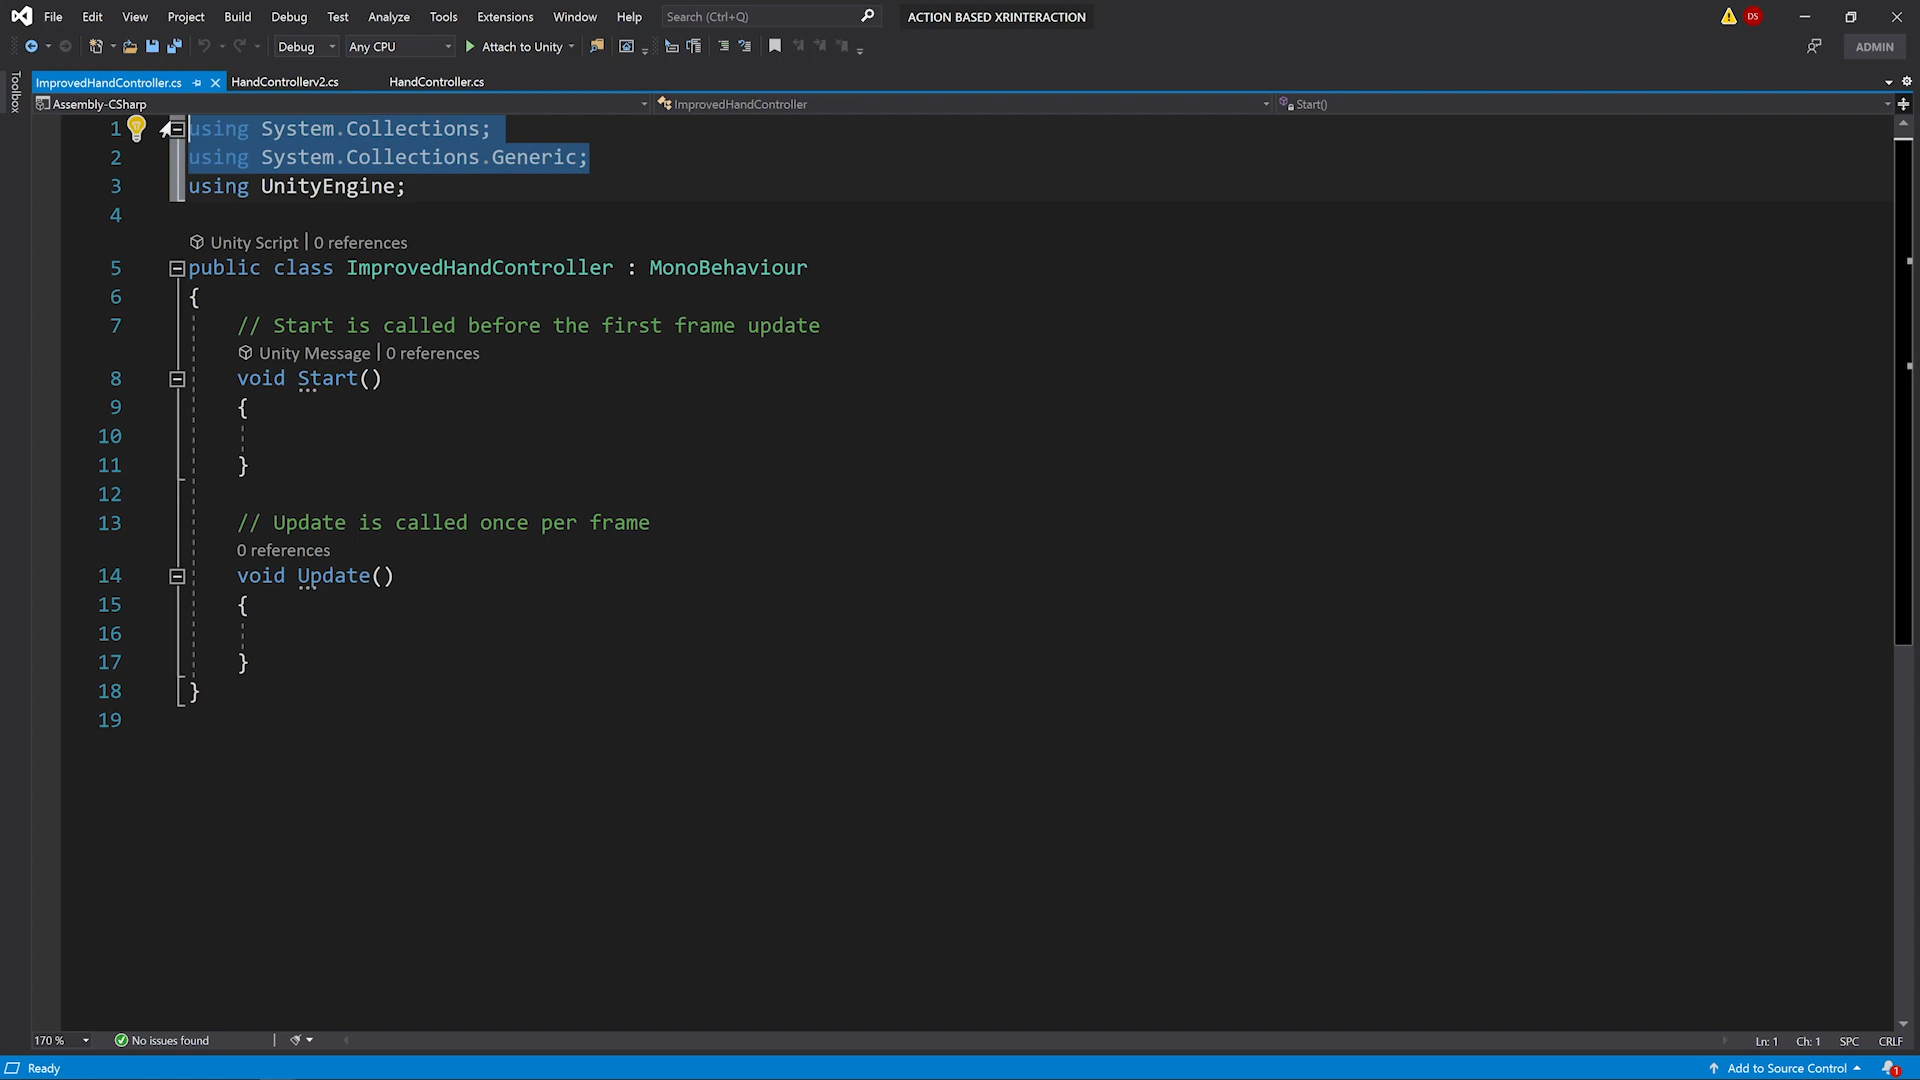 File Edit View Project Build Debug Test Analyze Tools Extensions Window Help Search (Ctrl+Q) ACTION BASED XRINTERACTION DS
Debug Any CPU Attach to Unity ADMIN
Toolbox
ImprovedHandController.cs HandControllerv2.cs HandController.cs
Assembly-CSharp ImprovedHandController Start()
1 using System.Collections;
2 using System.Collections.Generic;
3 using UnityEngine;
4
Unity Script | 0 references
5 public class ImprovedHandController : MonoBehaviour
6 {
7 // Start is called before the first frame update
Unity Message | 0 references
8 void Start()
9 {
10
11 }
12
13 // Update is called once per frame
0 references
14 void Update()
15 {
16
17 }
18 }
19
170 % No issues found Ln: 1 Ch: 1 SPC CRLF
Ready Add to Source Control 1